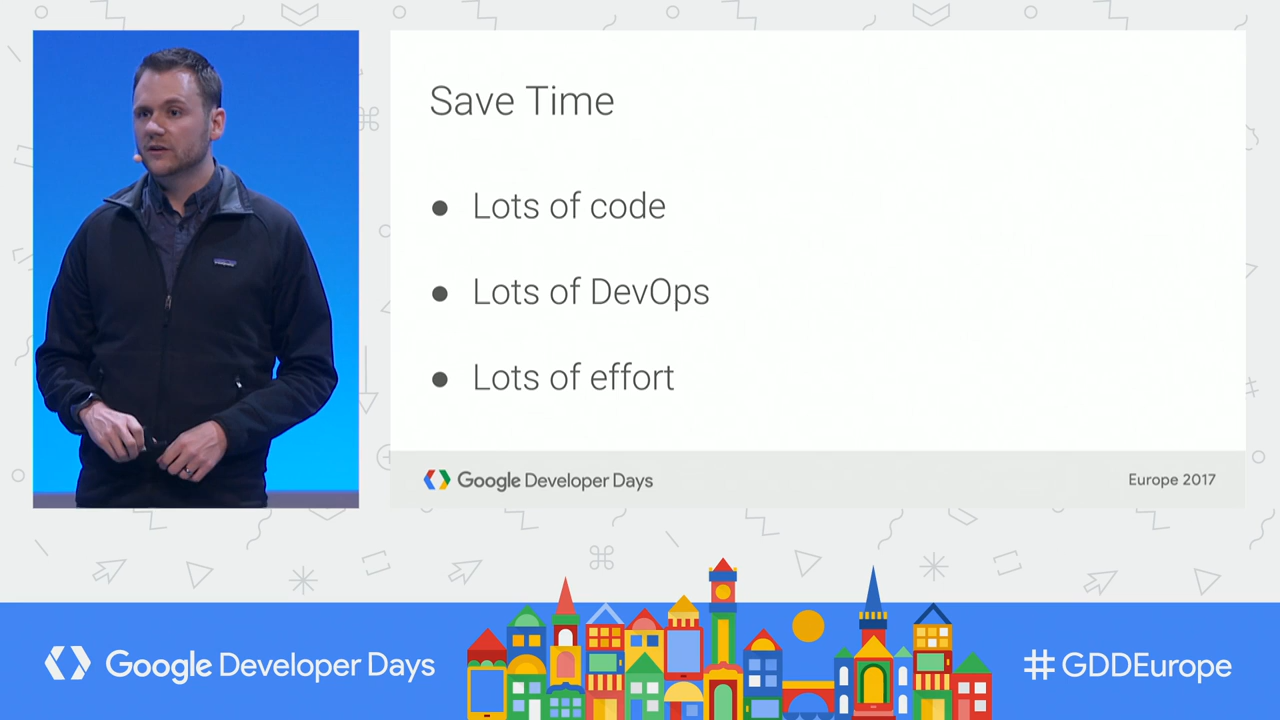 Save Time
● Lots of code
● Lots of DevOps
● Lots of effort
Google Developer Days
Europe 2017
Google Developer Days
#GDDEurope